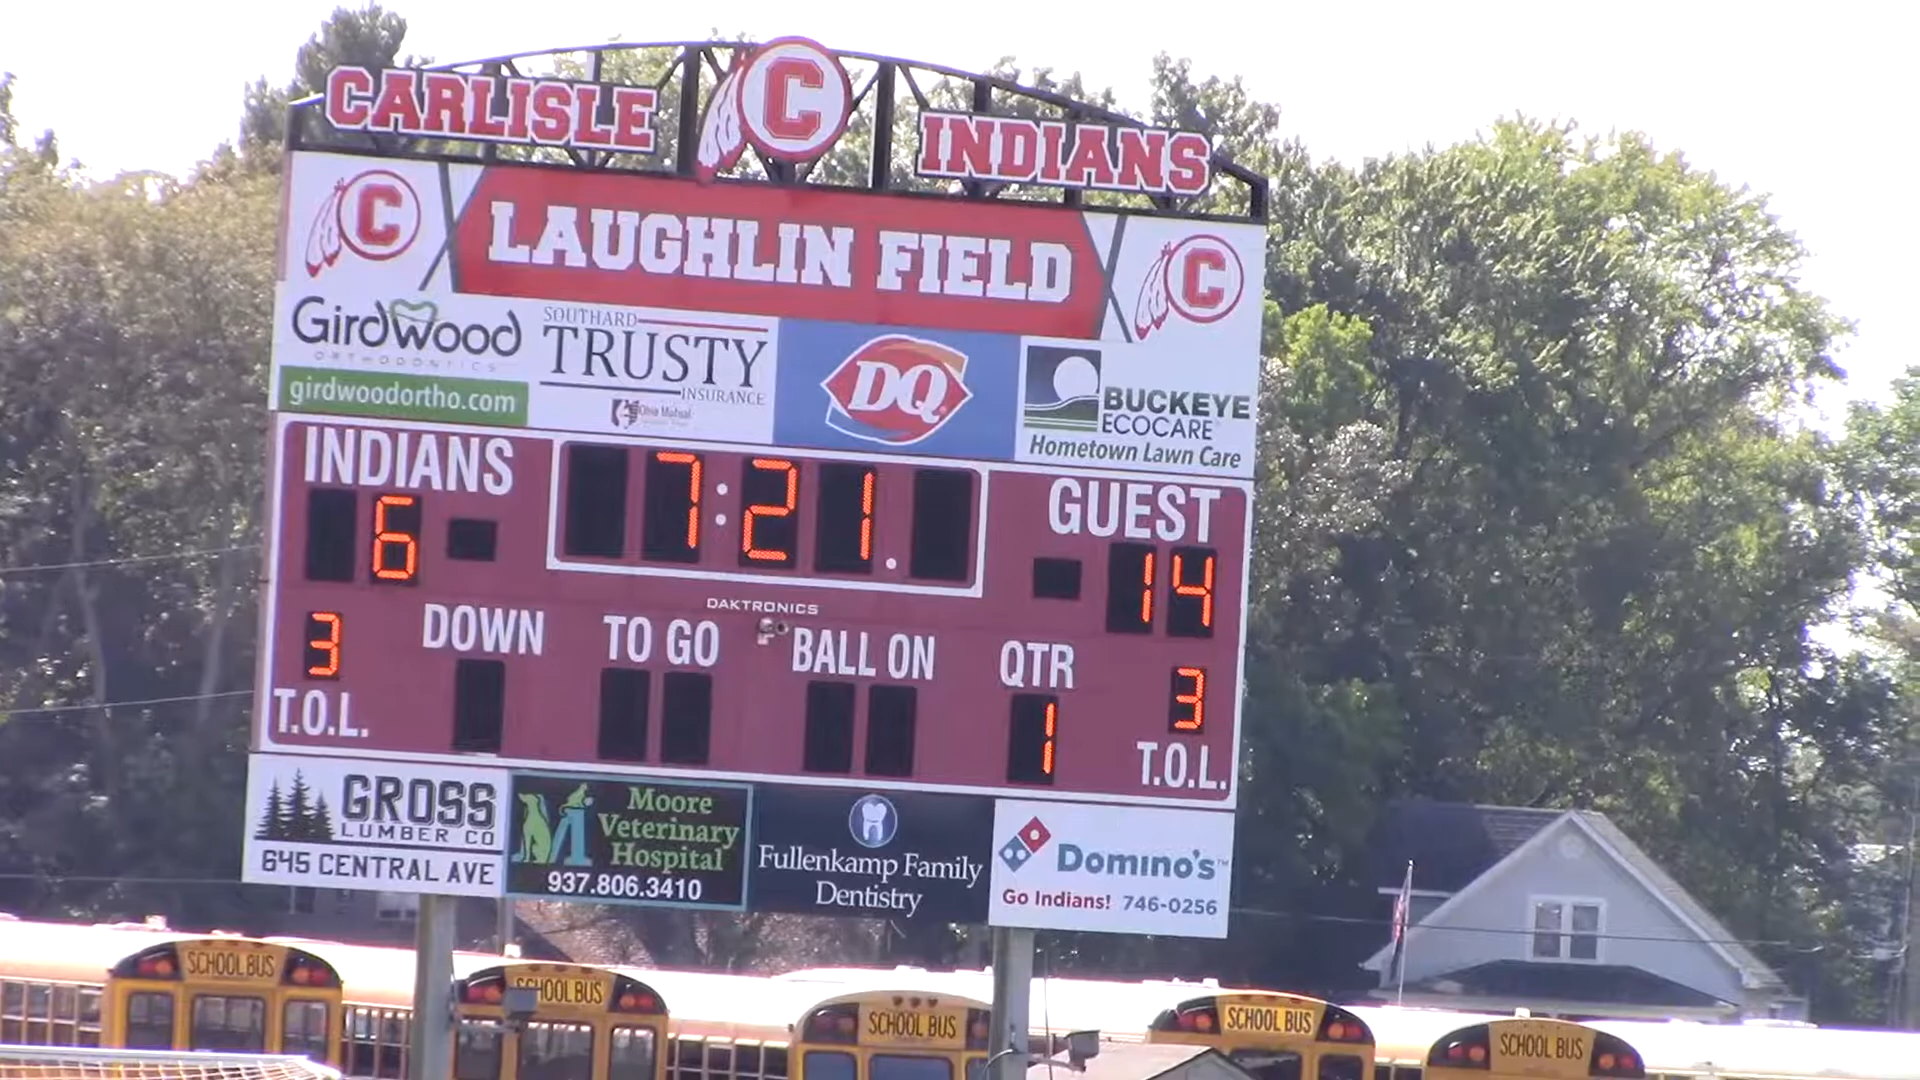 CARLISLE C INDIANS
C LAUGHLIN FIELD C
GirdWood
ORTHODONTICS
girdwoodortho.com
SOUTHARD
TRUSTY
INSURANCE
Ohio Mutual
DQ
BUCKEYE
ECOCARE
Hometown Lawn Care
INDIANS
6
7:21.
GUEST
14
DAKTRONICS
3
T.O.L.
DOWN
TO GO
BALL ON
QTR
1
3
T.O.L.
GROSS
LUMBER CO
645 CENTRAL AVE
M
Moore
Veterinary
Hospital
937.806.3410
Fullenkamp Family
Dentistry
Domino's™
Go Indians! 746-0256
SCHOOL BUS
SCHOOL BUS
SCHOOL BUS
SCHOOL BUS
SCHOOL BUS